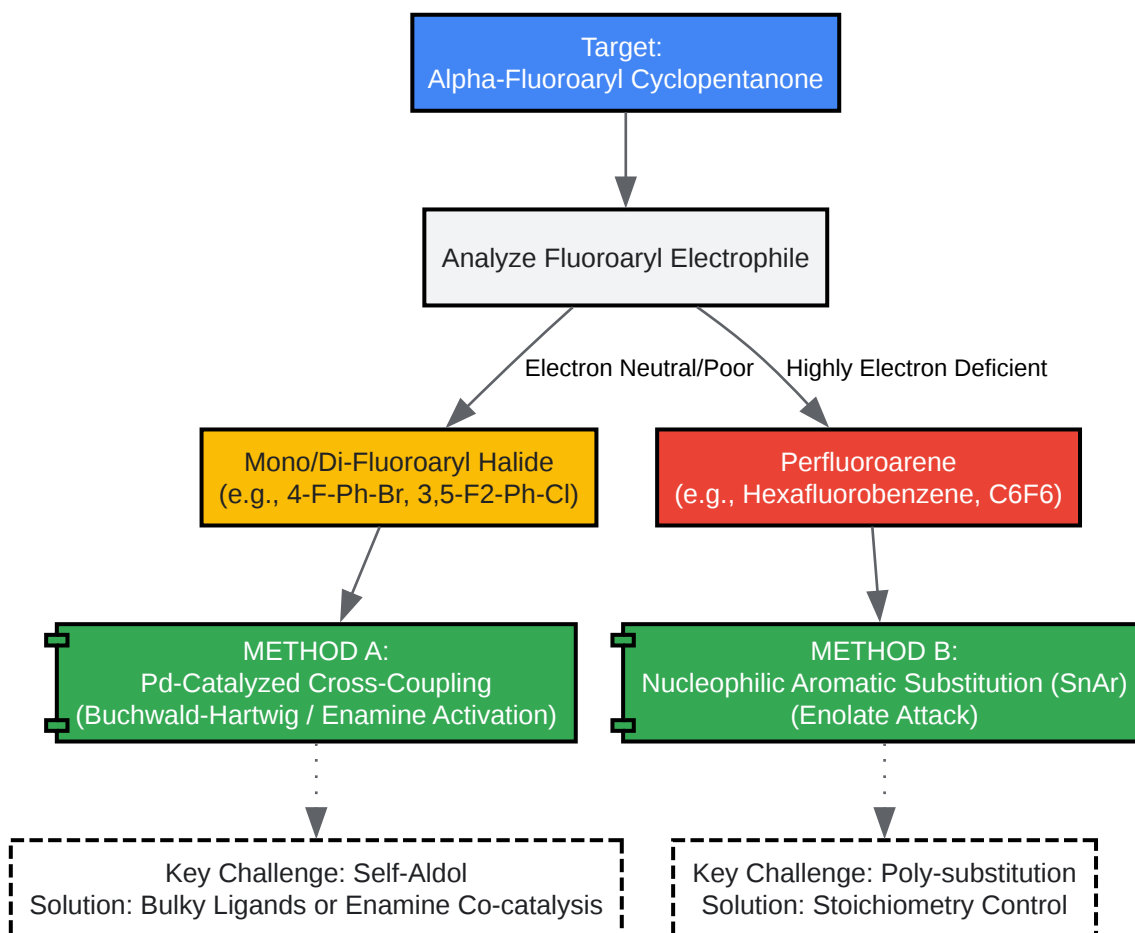 Target:
Alpha-Fluoroaryl Cyclopentanone
Analyze Fluoroaryl Electrophile
Electron Neutral/Poor
Highly Electron Deficient
Mono/Di-Fluoroaryl Halide
(e.g., 4-F-Ph-Br, 3,5-F2-Ph-Cl)
Perfluoroarene
(e.g., Hexafluorobenzene, C6F6)
METHOD A:
Pd-Catalyzed Cross-Coupling
(Buchwald-Hartwig / Enamine Activation)
METHOD B:
Nucleophilic Aromatic Substitution (SnAr)
(Enolate Attack)
Key Challenge: Self-Aldol
Solution: Bulky Ligands or Enamine Co-catalysis
Key Challenge: Poly-substitution
Solution: Stoichiometry Control